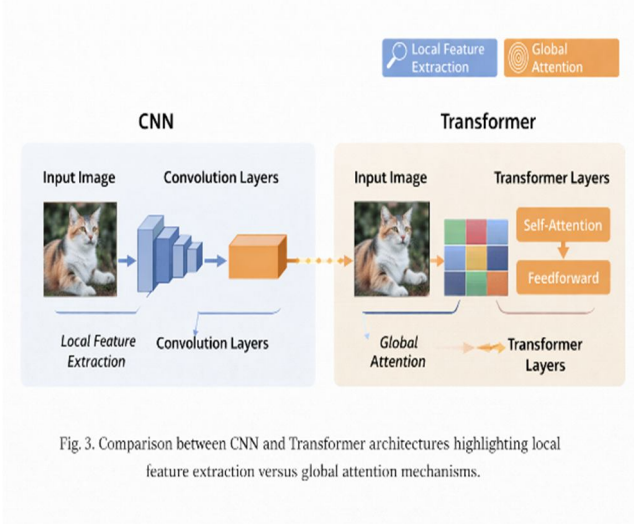 Local Feature
Extraction
Global
Attention
CNN
Transformer
Input Image
Convolution Layers
Input Image
Transformer Layers
Self-Attention
Feedforward
Local Feature
Extraction
Convolution Layers
Global
Attention
Transformer
Layers
Fig. 3. Comparison between CNN and Transformer architectures highlighting local
feature extraction versus global attention mechanisms.